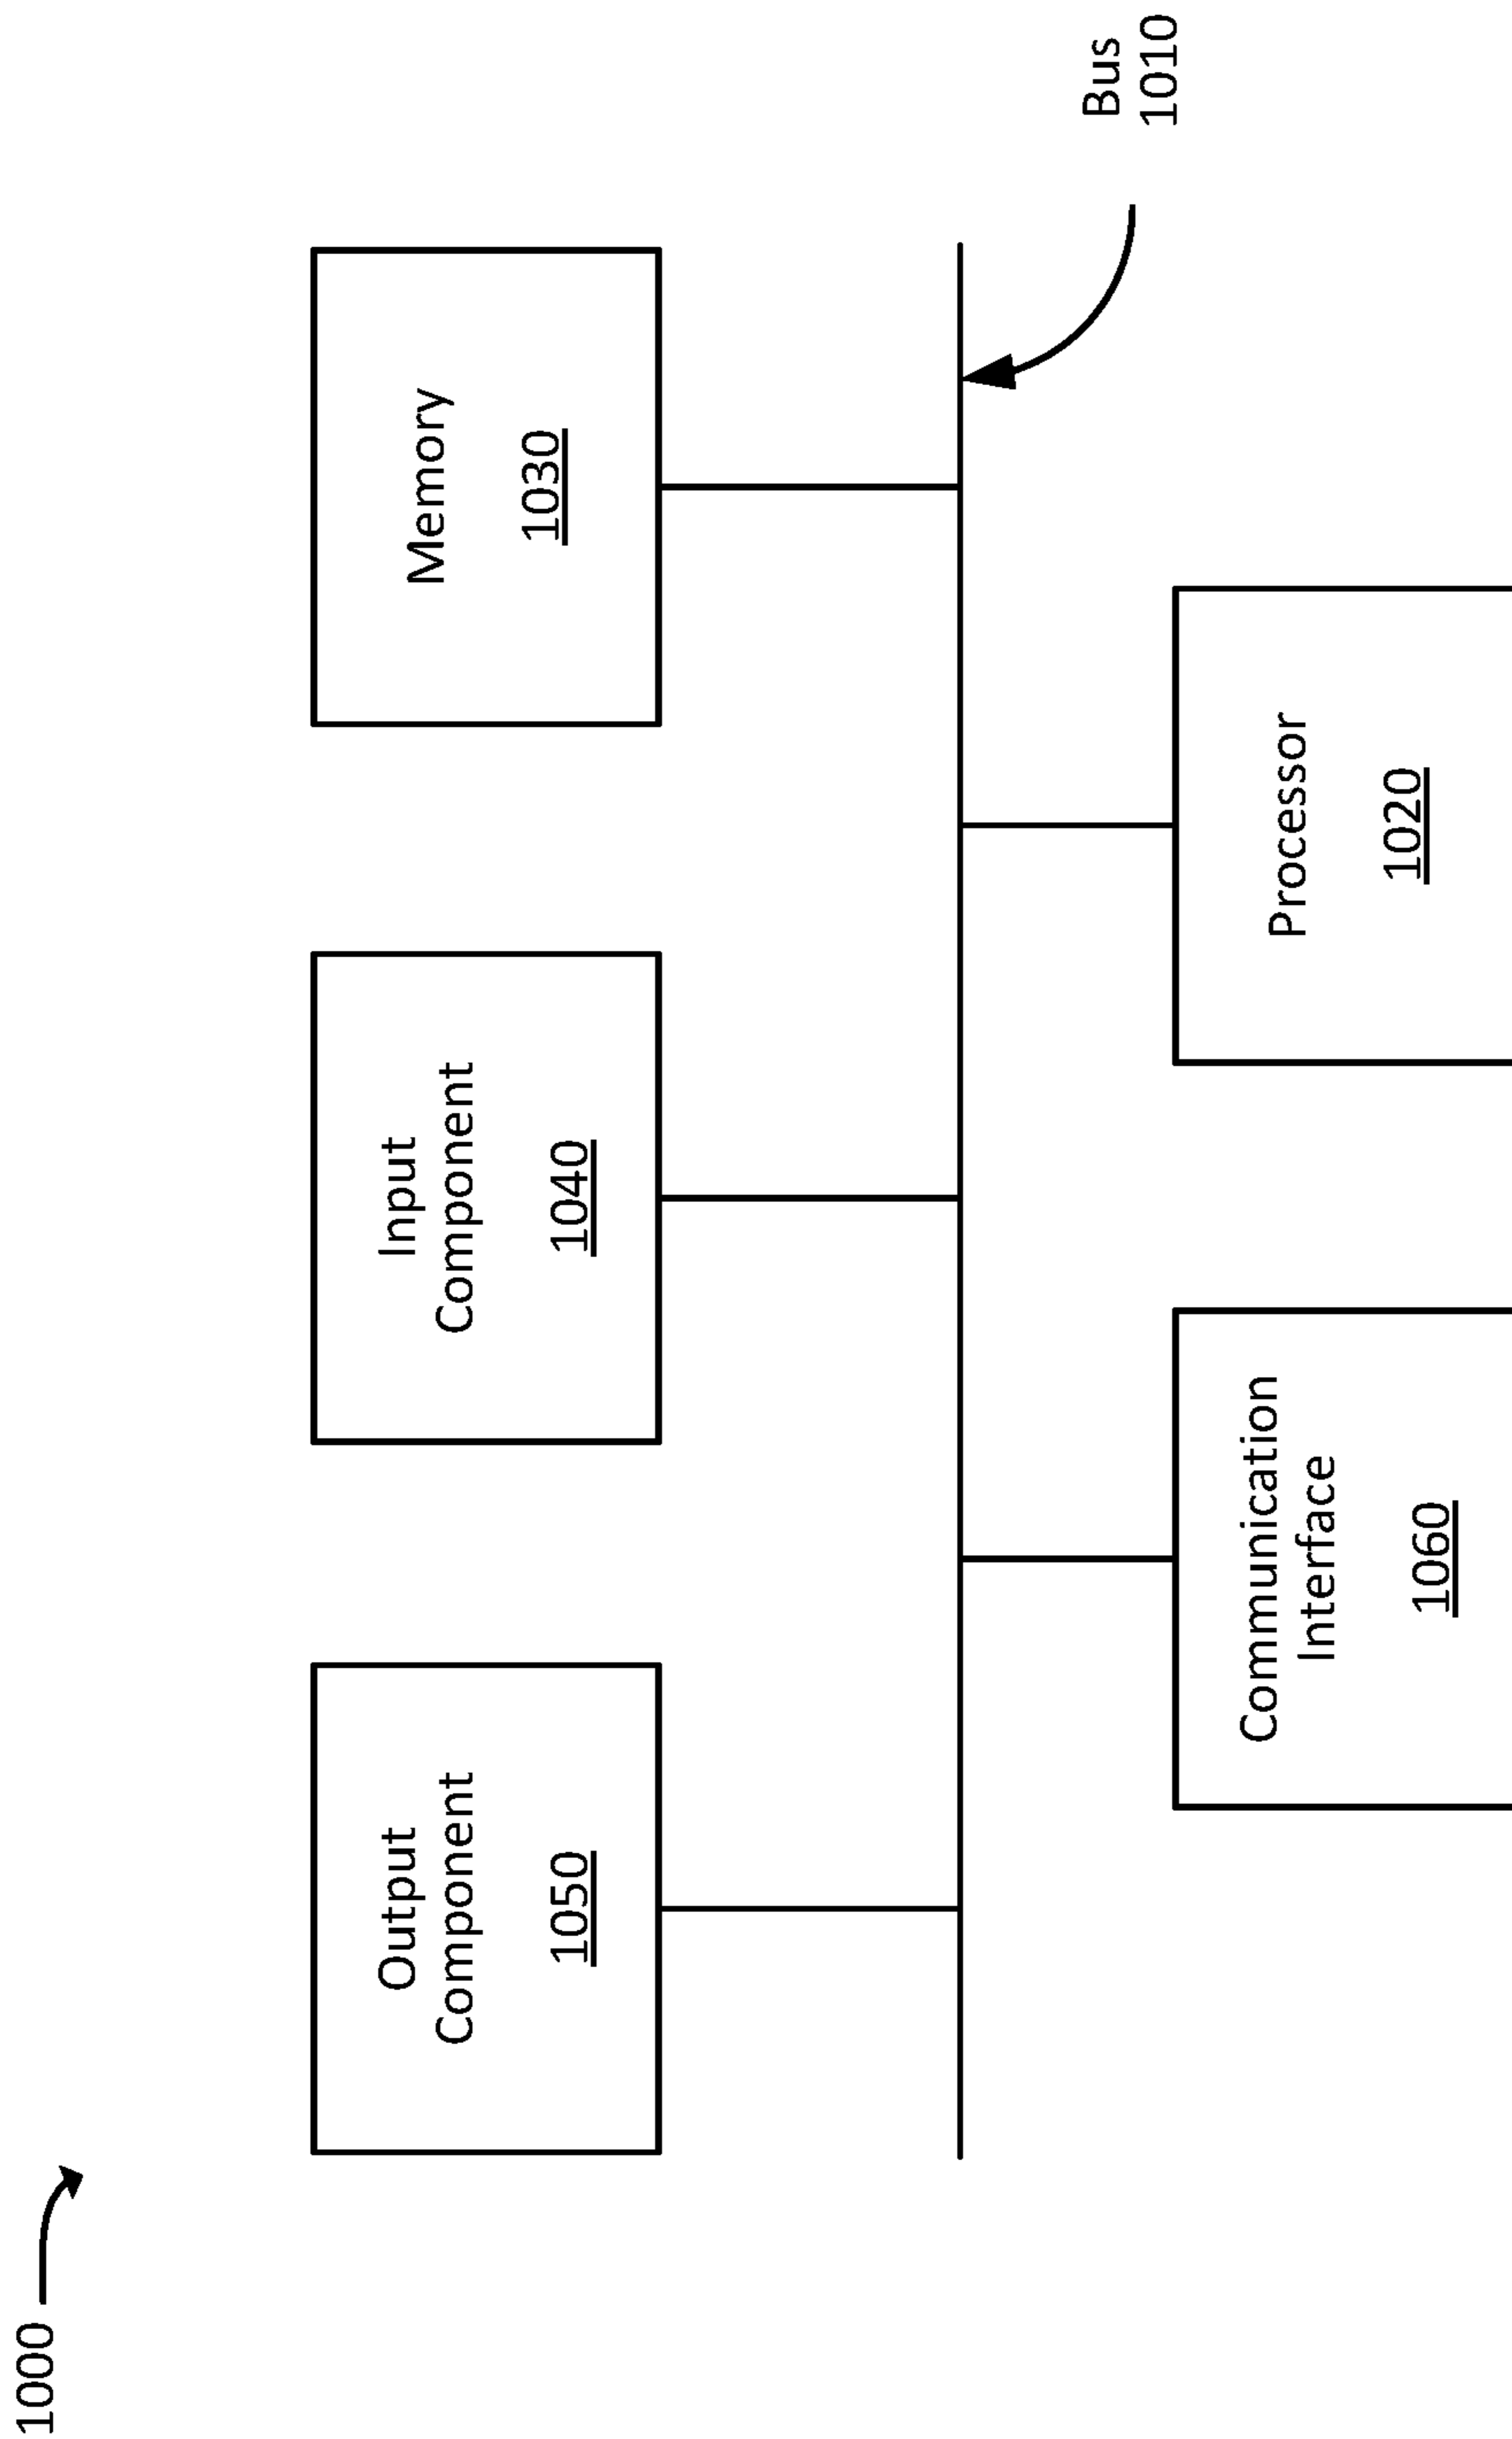 1000
Output
Component
1050
Input
Component
1040
Memory
1030
Bus
1010
Communication
Interface
1060
Processor
1020